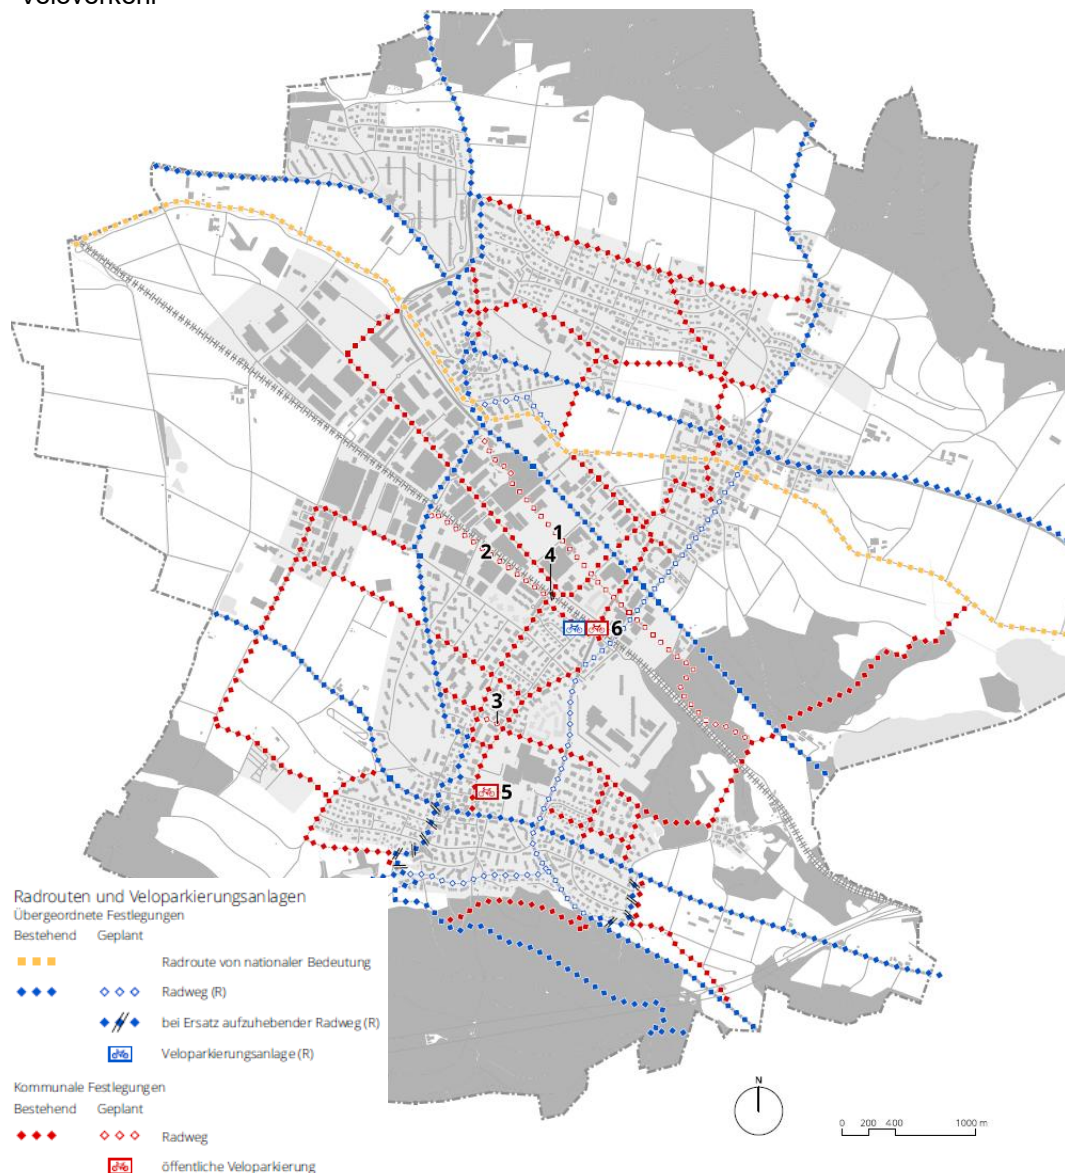 Veloverkehr
1
2
4
6
3
5
Radrouten und Veloparkierungsanlagen
Übergeordnete Festlegungen
Bestehend Geplant
Radroute von nationaler Bedeutung
Radweg (R)
bei Ersatz aufzuhebender Radweg (R)
Veloparkierungsanlage (R)
Kommunale Festlegungen
Bestehend Geplant
Radweg
öffentliche Veloparkierung
N
0 200 400 1000 m